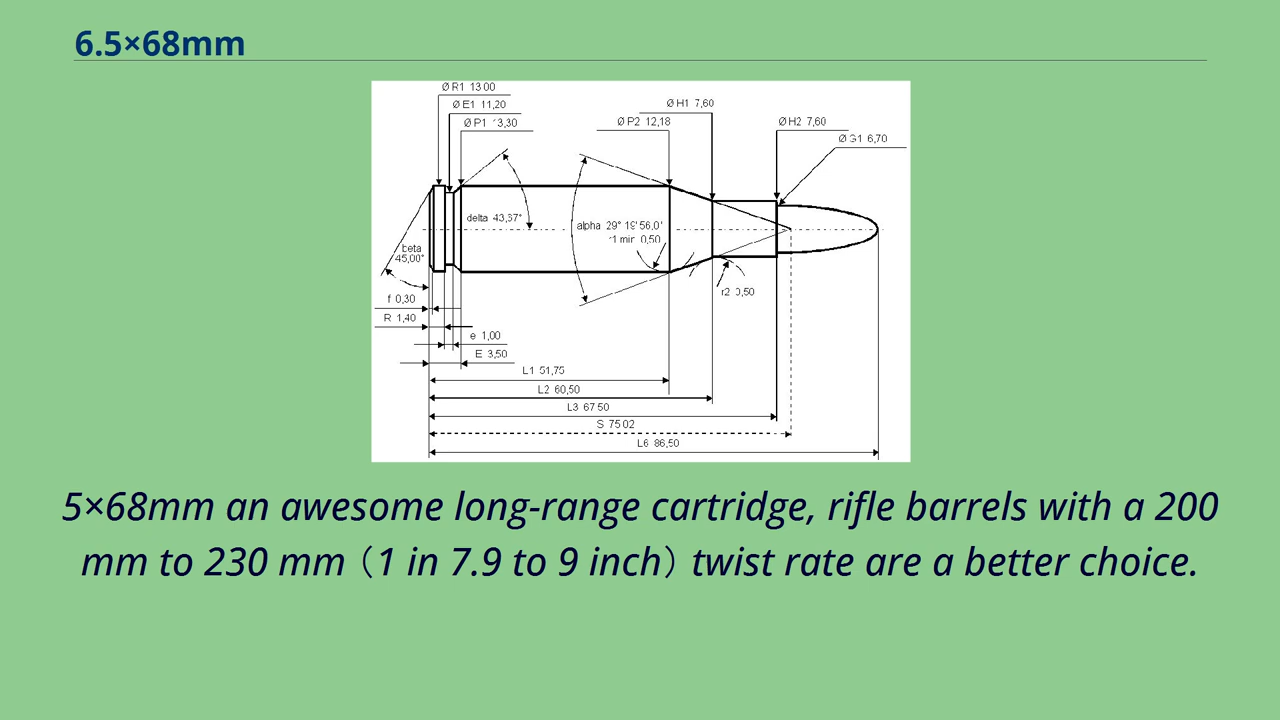 6.5×68mm
Ø R1 13 00
Ø E1 11,20
Ø P1 13,30
Ø P2 12,18
Ø H1 7,60
Ø H2 7,60
Ø G1 6,70
delta 43,37°
alpha 29° 19' 56.0'
r1 min 0,50
beta
45,00°
r2 0,50
f 0,30
R 1,40
e 1,00
E 3,50
L1 51,75
L2 60,50
L3 67 50
S 75 02
L6 86,50
5×68mm an awesome long-range cartridge, rifle barrels with a 200
mm to 230 mm（1 in 7.9 to 9 inch）twist rate are a better choice.